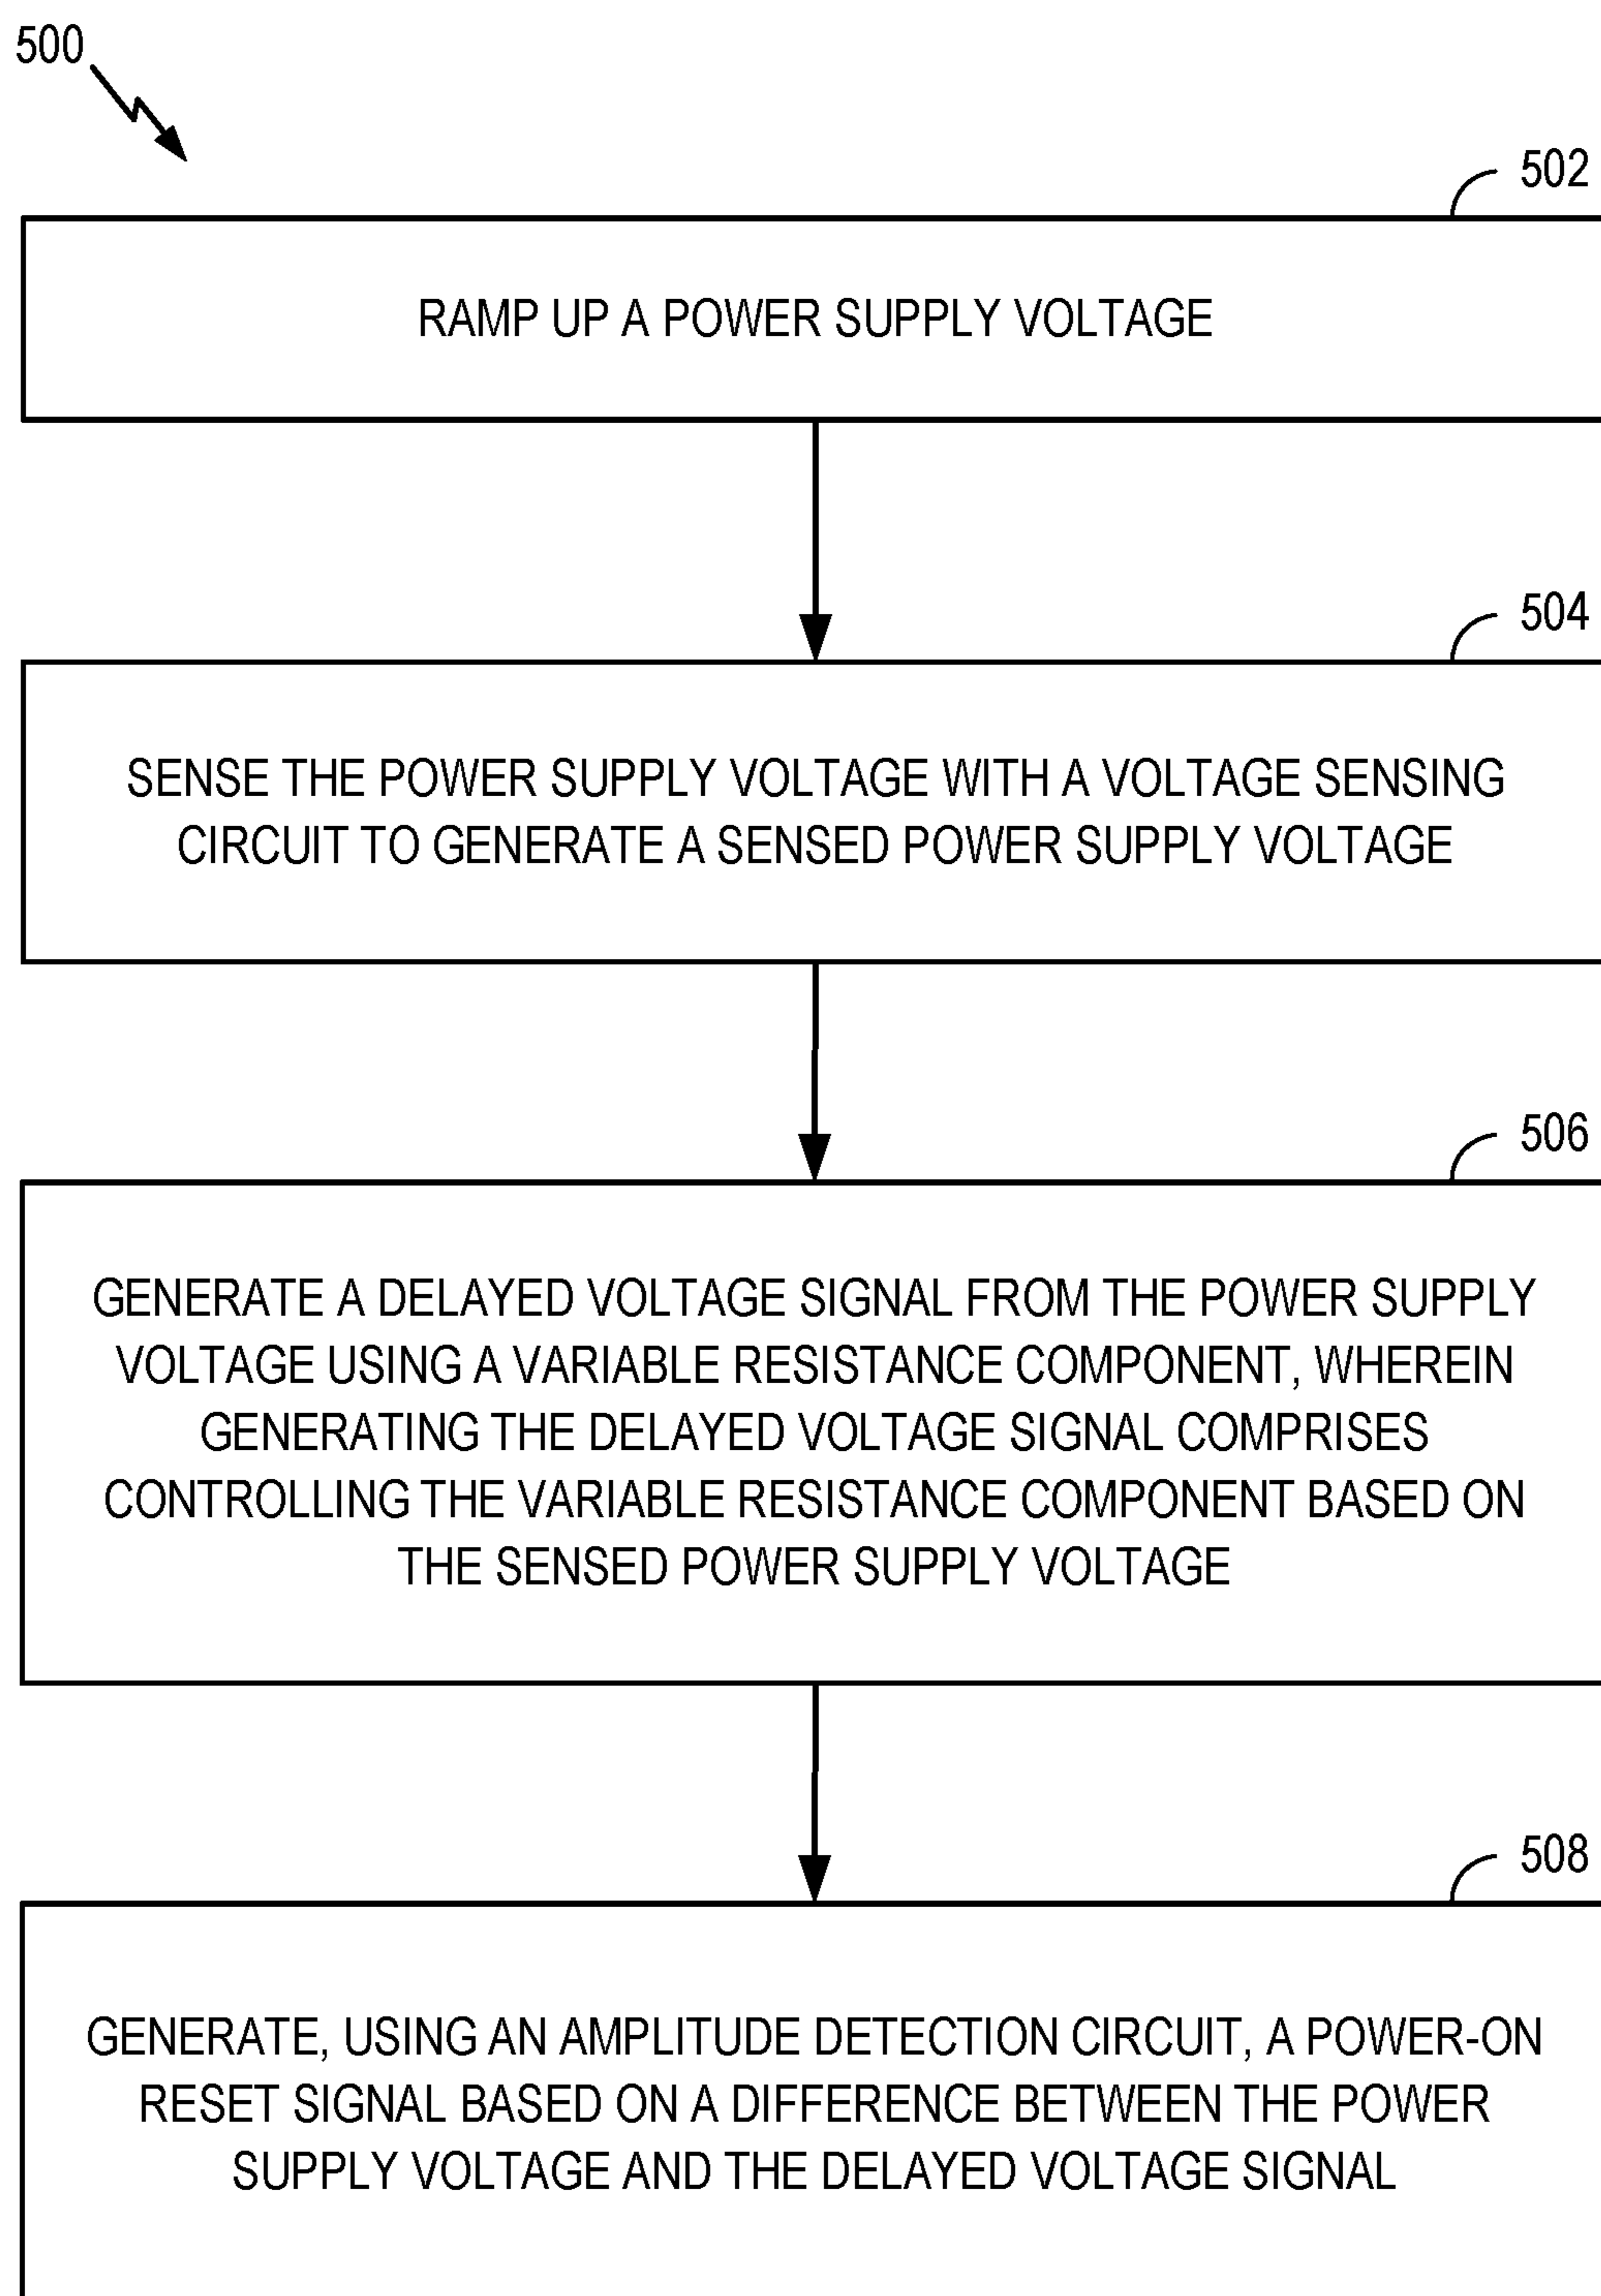 500
502
RAMP UP A POWER SUPPLY VOLTAGE
504
SENSE THE POWER SUPPLY VOLTAGE WITH A VOLTAGE SENSING
CIRCUIT TO GENERATE A SENSED POWER SUPPLY VOLTAGE
506
GENERATE A DELAYED VOLTAGE SIGNAL FROM THE POWER SUPPLY
VOLTAGE USING A VARIABLE RESISTANCE COMPONENT, WHEREIN
GENERATING THE DELAYED VOLTAGE SIGNAL COMPRISES
CONTROLLING THE VARIABLE RESISTANCE COMPONENT BASED ON
THE SENSED POWER SUPPLY VOLTAGE
508
GENERATE, USING AN AMPLITUDE DETECTION CIRCUIT, A POWER-ON
RESET SIGNAL BASED ON A DIFFERENCE BETWEEN THE POWER
SUPPLY VOLTAGE AND THE DELAYED VOLTAGE SIGNAL